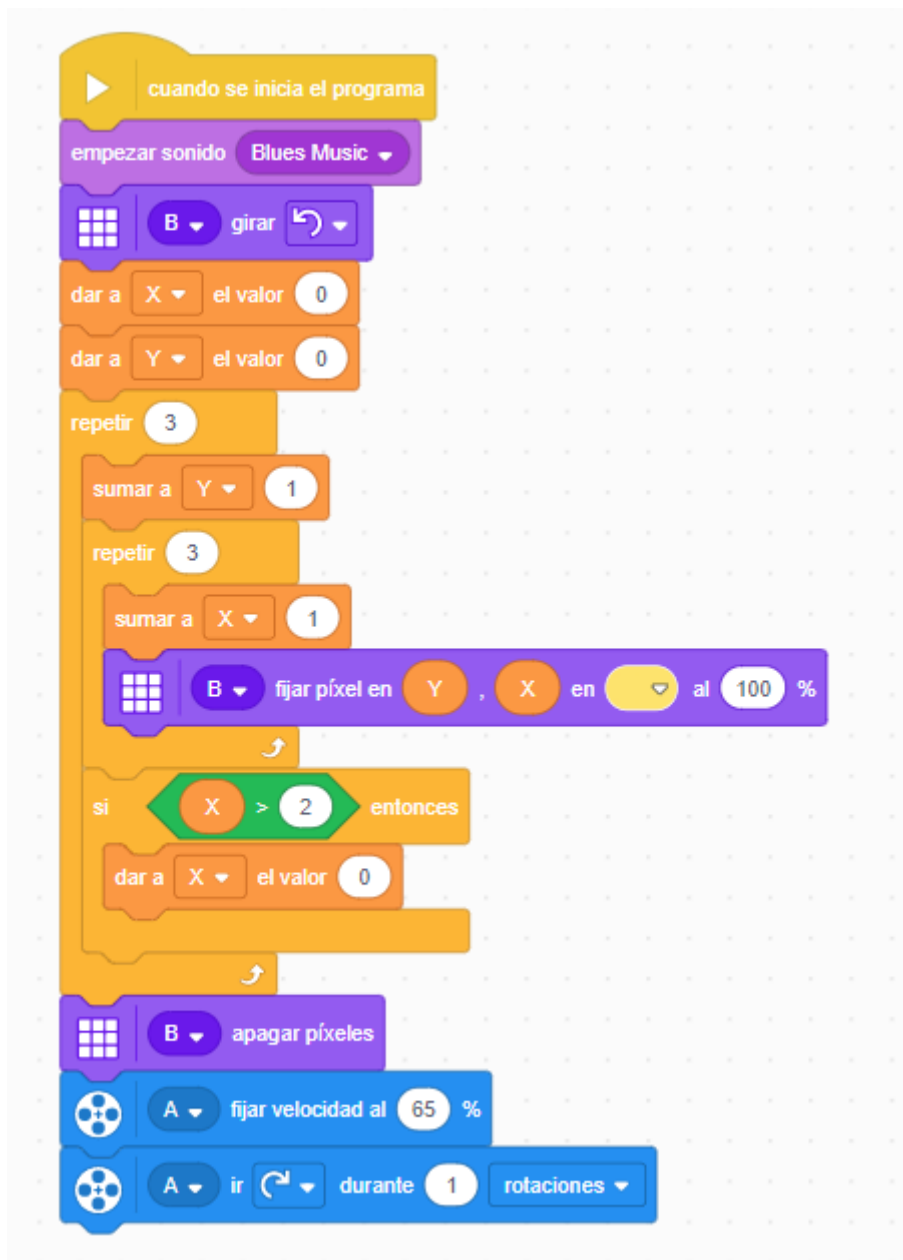 cuando se inicia el programa
empezar sonido Blues Music
B girar
dar a X el valor 0
dar a Y el valor 0
repetir 3
sumar a Y 1
repetir 3
sumar a X 1
B fijar píxel en Y , X en al 100 %
si X > 2 entonces
dar a X el valor 0
B apagar píxeles
A fijar velocidad al 65 %
A ir durante 1 rotaciones